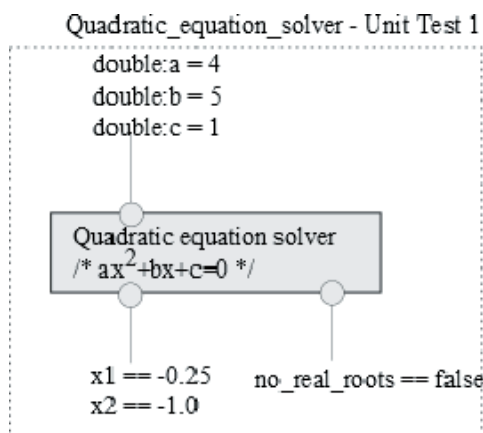 Quadratic_equation_solver - Unit Test 1
double:a = 4
double:b = 5
double:c = 1
Quadratic equation solver
/* ax²+bx+c=0 */
x1 == -0.25
x2 == -1.0
no_real_roots == false